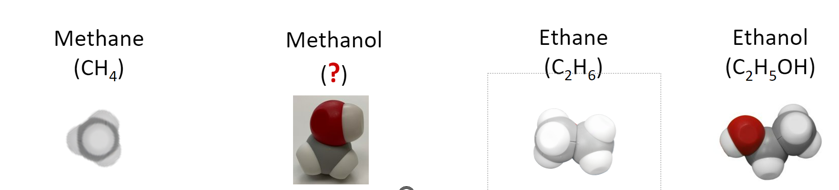 Methane
(CH₄)
Methanol
(?)
Ethane
(C₂H₆)
Ethanol
(C₂H₅OH)